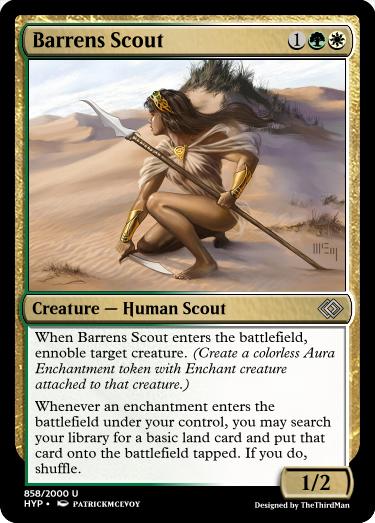 Barrens Scout 1
Creature — Human Scout
When Barrens Scout enters the battlefield,
ennoble target creature. (Create a colorless Aura
Enchantment token with Enchant creature
attached to that creature.)
Whenever an enchantment enters the
battlefield under your control, you may search
your library for a basic land card and put that
card onto the battlefield tapped. If you do,
shuffle.
1/2
858/2000 U
HYP • PATRICKMCEVOY
Designed by TheThirdMan